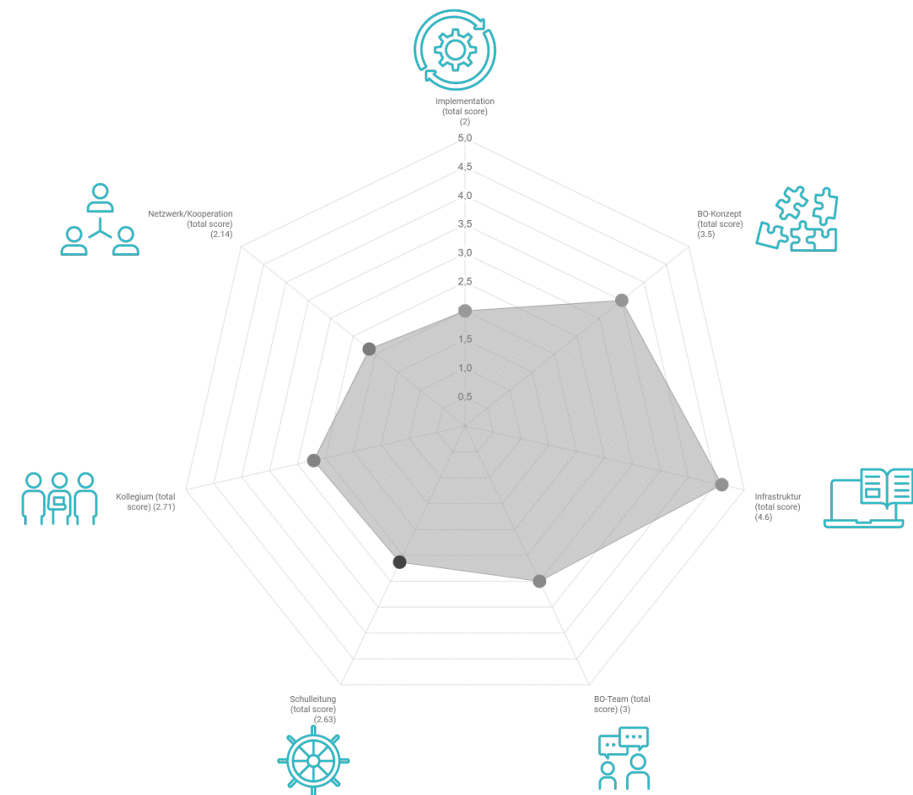 Implementation
(total score)
(2)
5,0
4,5
4,0
3,5
3,0
2,5
1,5
1,0
0,5
BO-Konzept
(total score)
(3.5)
Infrastruktur
(total score)
(4.6)
BO-Team (total
score) (3)
Schulleitung
(total score)
(2.63)
Kollegium (total
score) (2.71)
Netzwerk/Kooperation
(total score)
(2.14)